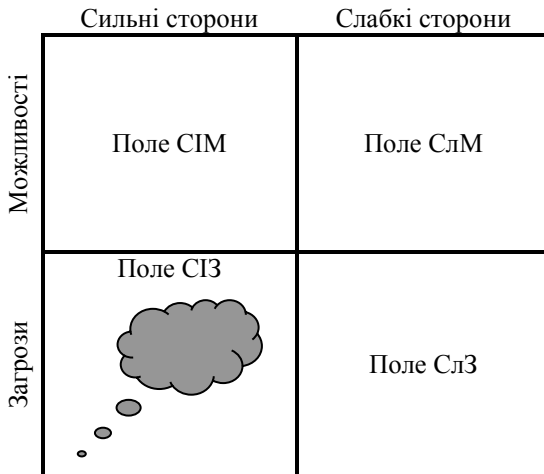 Сильні сторони Слабкі сторони
Можливості
Поле СІМ Поле СлМ
Загрози
Поле СІЗ
Поле СлЗ